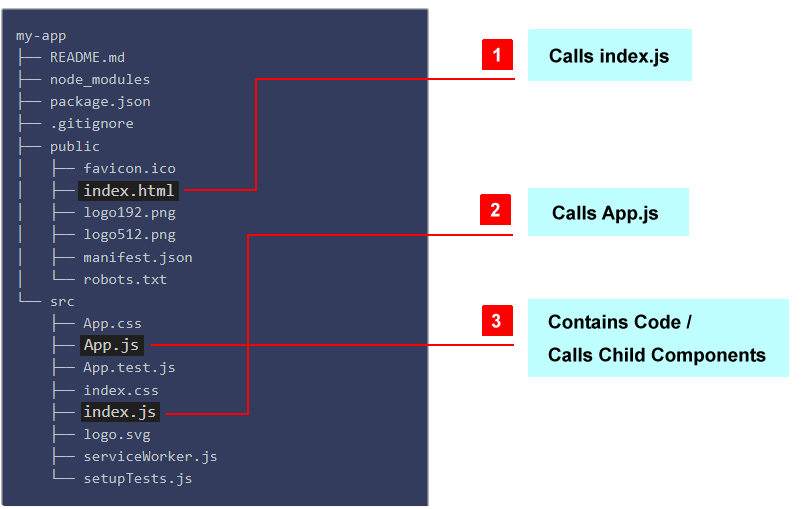 my-app
├── README.md
├── node_modules
├── package.json
├── .gitignore
├── public
│   ├── favicon.ico
│   ├── index.html
│   ├── logo192.png
│   ├── logo512.png
│   ├── manifest.json
│   └── robots.txt
└── src
    ├── App.css
    ├── App.js
    ├── App.test.js
    ├── index.css
    ├── index.js
    ├── logo.svg
    ├── serviceWorker.js
    └── setupTests.js
1
Calls index.js
2
Calls App.js
3
Contains Code /
Calls Child Components